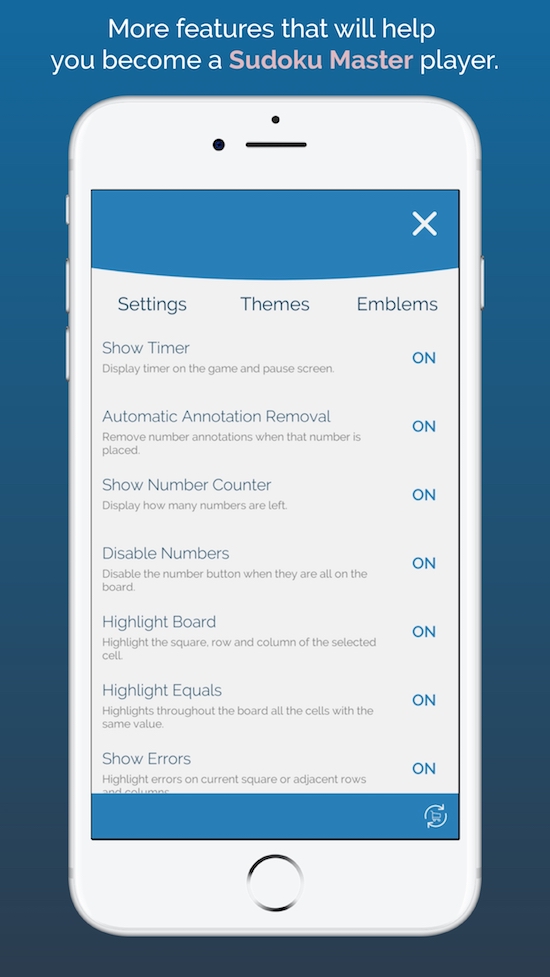 More features that will help
you become a Sudoku Master player.
Settings Themes Emblems
Show Timer
Display timer on the game and pause screen.
ON
Automatic Annotation Removal
Remove number annotations when that number is
placed.
ON
Show Number Counter
Display how many numbers are left.
ON
Disable Numbers
Disable the number button when they are all on the
board.
ON
Highlight Board
Highlight the square, row and column of the selected
cell.
ON
Highlight Equals
Highlights throughout the board all the cells with the
same value.
ON
Show Errors
Highlight errors on current square or adjacent rows
and columns.
ON